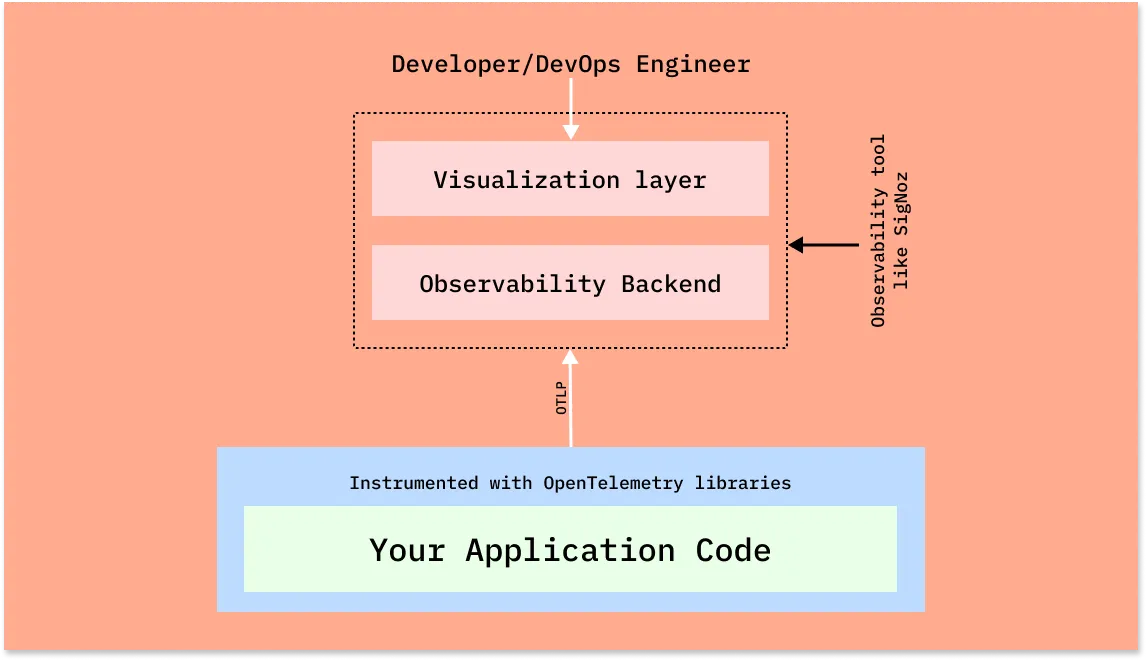 Developer/DevOps Engineer
Visualization layer
Observability Backend
Observability tool
like SigNoz
OTLP
Instrumented with OpenTelemetry libraries
Your Application Code